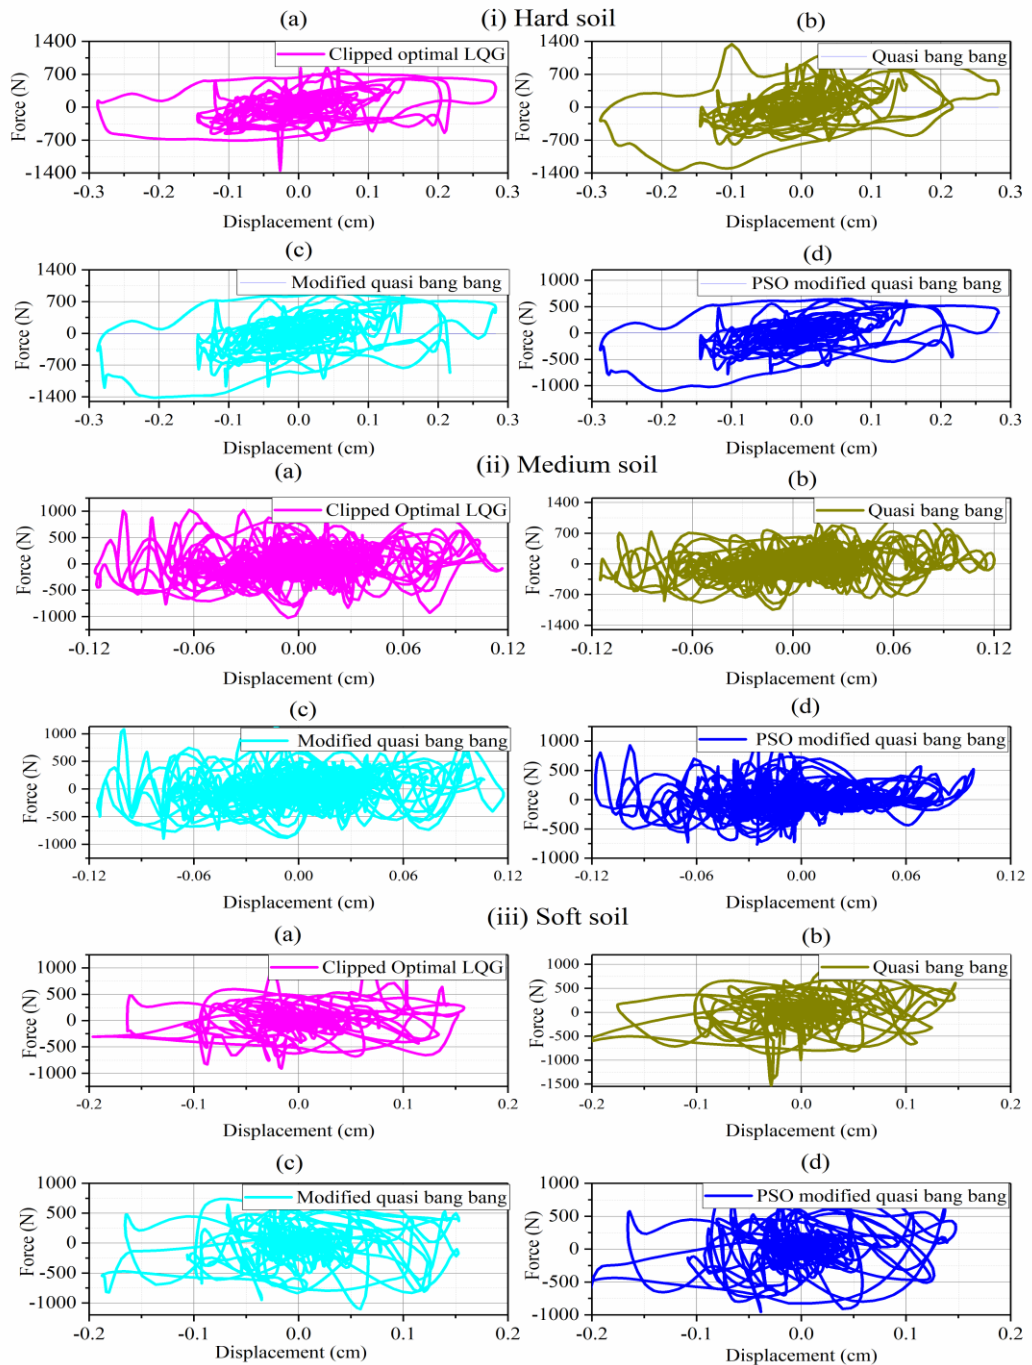 (i) Hard soil
(a)
(b)
Clipped optimal LQG
Quasi bang bang
1400
700
0
-700
-1400
Force (N)
-0.3 -0.2 -0.1 0.0 0.1 0.2 0.3
Displacement (cm)
1400
700
0
-700
-1400
Force (N)
-0.3 -0.2 -0.1 0.0 0.1 0.2 0.3
Displacement (cm)
(c)
(d)
Modified quasi bang bang
PSO modified quasi bang bang
1400
700
0
-700
-1400
Force (N)
-0.3 -0.2 -0.1 0.0 0.1 0.2 0.3
Displacement (cm)
1000
500
0
-500
-1000
Force (N)
-0.3 -0.2 -0.1 0.0 0.1 0.2 0.3
Displacement (cm)
(ii) Medium soil
(a)
(b)
Clipped Optimal LQG
Quasi bang bang
1000
500
0
-500
-1000
Force (N)
-0.12 -0.06 0.00 0.06 0.12
Displacement (cm)
1400
700
0
-700
-1400
Force (N)
-0.12 -0.06 0.00 0.06 0.12
Displacement (cm)
(c)
(d)
Modified quasi bang bang
PSO modified quasi bang bang
1000
500
0
-500
-1000
Force (N)
-0.12 -0.06 0.00 0.06 0.12
Displacement (cm)
1000
500
0
-500
-1000
Force (N)
-0.12 -0.06 0.00 0.06 0.12
Displacement (cm)
(iii) Soft soil
(a)
(b)
Clipped Optimal LQG
Quasi bang bang
1000
500
0
-500
-1000
Force (N)
-0.2 -0.1 0.0 0.1 0.2
Displacement (cm)
1000
500
0
-500
-1000
-1500
Force (N)
-0.2 -0.1 0.0 0.1 0.2
Displacement (cm)
(c)
(d)
Modified quasi bang bang
PSO modified quasi bang bang
1000
500
0
-500
-1000
Force (N)
-0.2 -0.1 0.0 0.1 0.2
Displacement (cm)
1000
500
0
-500
-1000
Force (N)
-0.2 -0.1 0.0 0.1 0.2
Displacement (cm)